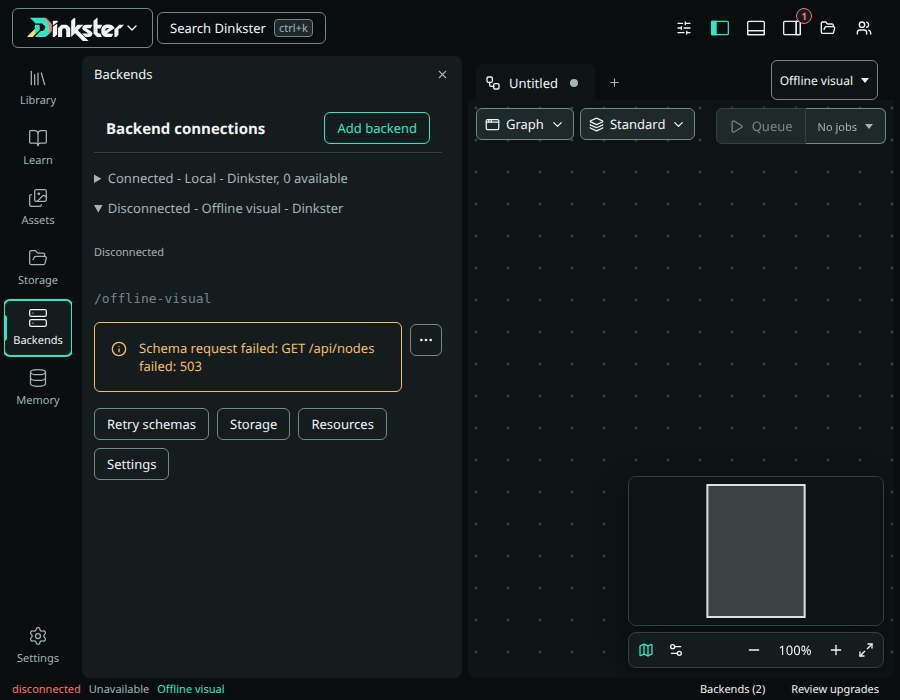 Dinkster
Search Dinkster ctrl+k
1
Library
Learn
Assets
Storage
Backends
Memory
Settings
Backends
Backend connections
Add backend
Connected - Local - Dinkster, 0 available
Disconnected - Offline visual - Dinkster
Disconnected
/offline-visual
Schema request failed: GET /api/nodes
failed: 503
Retry schemas
Storage
Resources
Settings
Untitled
Offline visual
Graph
Standard
Queue
No jobs
100%
disconnected Unavailable Offline visual
Backends (2)
Review upgrades